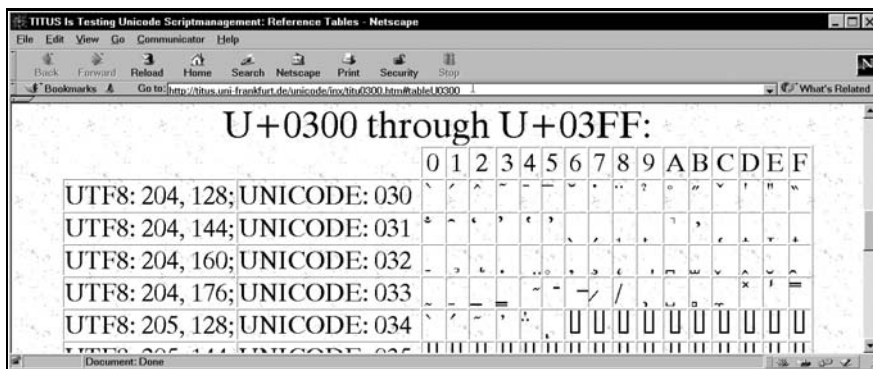 TITUS Is Testing Unicode Scriptmanagement: Reference Tables - Netscape
File Edit View Go Communicator Help
Back Forward Reload Home Search Netscape Print Security Stop
Bookmarks Go to: http://titus.uni-frankfurt.de/unicode/inx/titu0300.htm#tableU0300 What's Related
U+0300 through U+03FF:
0 1 2 3 4 5 6 7 8 9 A B C D E F
UTF8: 204, 128; UNICODE: 030
UTF8: 204, 144; UNICODE: 031
UTF8: 204, 160; UNICODE: 032
UTF8: 204, 176; UNICODE: 033
UTF8: 205, 128; UNICODE: 034
Document: Done